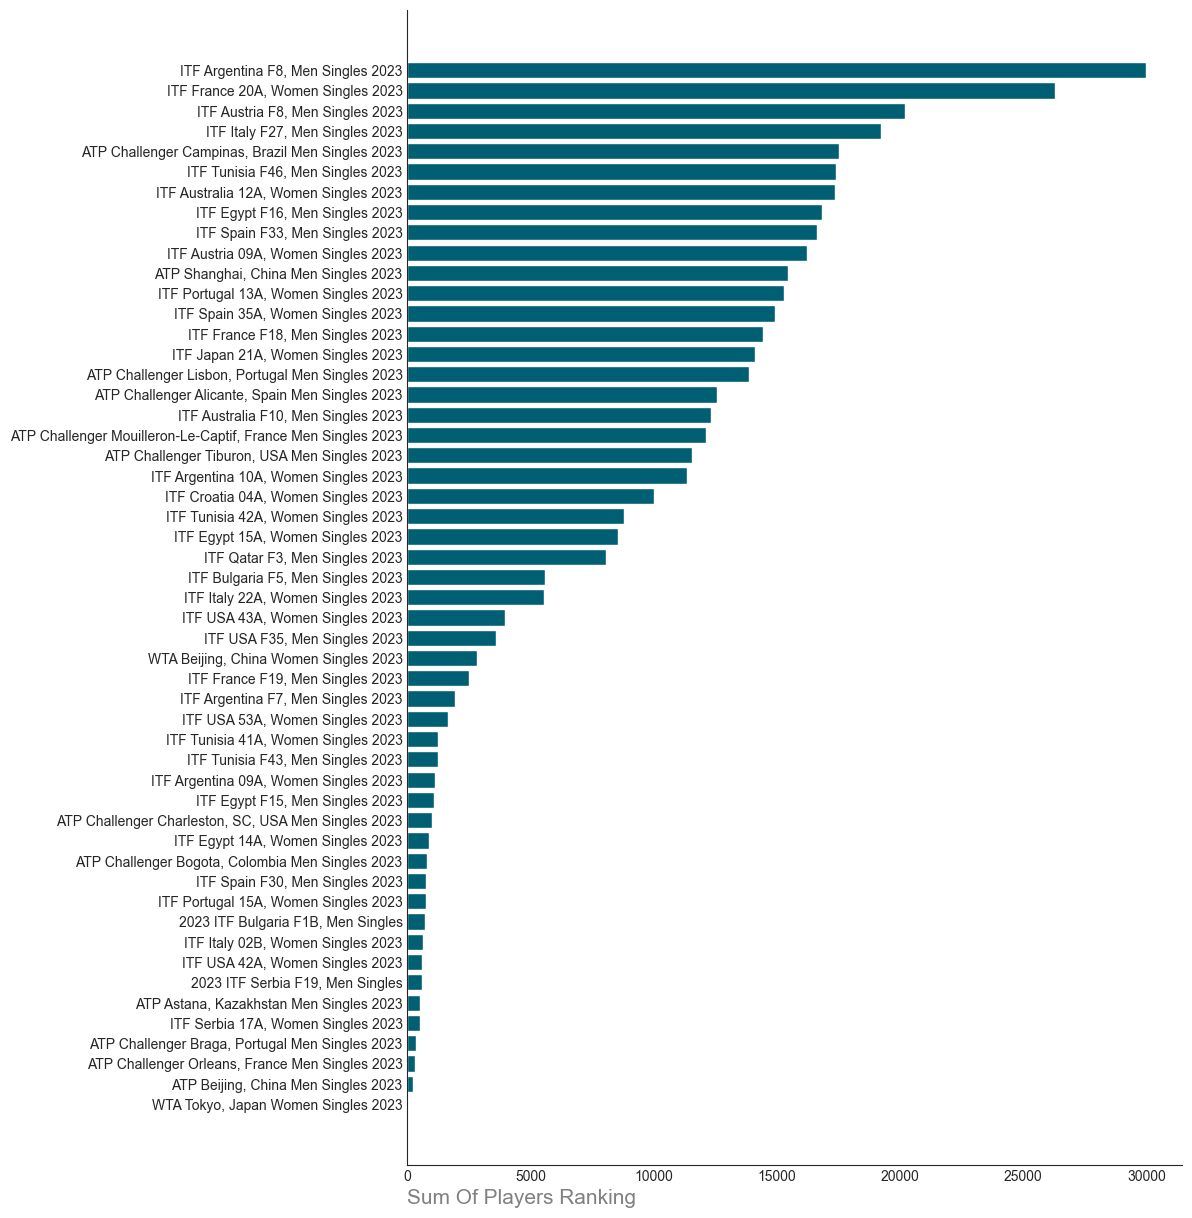 ITF Argentina F8, Men Singles 2023
ITF France 20A, Women Singles 2023
ITF Austria F8, Men Singles 2023
ITF Italy F27, Men Singles 2023
ATP Challenger Campinas, Brazil Men Singles 2023
ITF Tunisia F46, Men Singles 2023
ITF Australia 12A, Women Singles 2023
ITF Egypt F16, Men Singles 2023
ITF Spain F33, Men Singles 2023
ITF Austria 09A, Women Singles 2023
ATP Shanghai, China Men Singles 2023
ITF Portugal 13A, Women Singles 2023
ITF Spain 35A, Women Singles 2023
ITF France F18, Men Singles 2023
ITF Japan 21A, Women Singles 2023
ATP Challenger Lisbon, Portugal Men Singles 2023
ATP Challenger Alicante, Spain Men Singles 2023
ITF Australia F10, Men Singles 2023
ATP Challenger Mouilleron-Le-Captif, France Men Singles 2023
ATP Challenger Tiburon, USA Men Singles 2023
ITF Argentina 10A, Women Singles 2023
ITF Croatia 04A, Women Singles 2023
ITF Tunisia 42A, Women Singles 2023
ITF Egypt 15A, Women Singles 2023
ITF Qatar F3, Men Singles 2023
ITF Bulgaria F5, Men Singles 2023
ITF Italy 22A, Women Singles 2023
ITF USA 43A, Women Singles 2023
ITF USA F35, Men Singles 2023
WTA Beijing, China Women Singles 2023
ITF France F19, Men Singles 2023
ITF Argentina F7, Men Singles 2023
ITF USA 53A, Women Singles 2023
ITF Tunisia 41A, Women Singles 2023
ITF Tunisia F43, Men Singles 2023
ITF Argentina 09A, Women Singles 2023
ITF Egypt F15, Men Singles 2023
ATP Challenger Charleston, SC, USA Men Singles 2023
ITF Egypt 14A, Women Singles 2023
ATP Challenger Bogota, Colombia Men Singles 2023
ITF Spain F30, Men Singles 2023
ITF Portugal 15A, Women Singles 2023
2023 ITF Bulgaria F1B, Men Singles
ITF Italy 02B, Women Singles 2023
ITF USA 42A, Women Singles 2023
2023 ITF Serbia F19, Men Singles
ATP Astana, Kazakhstan Men Singles 2023
ITF Serbia 17A, Women Singles 2023
ATP Challenger Braga, Portugal Men Singles 2023
ATP Challenger Orleans, France Men Singles 2023
ATP Beijing, China Men Singles 2023
WTA Tokyo, Japan Women Singles 2023
0 5000 10000 15000 20000 25000 30000
Sum Of Players Ranking